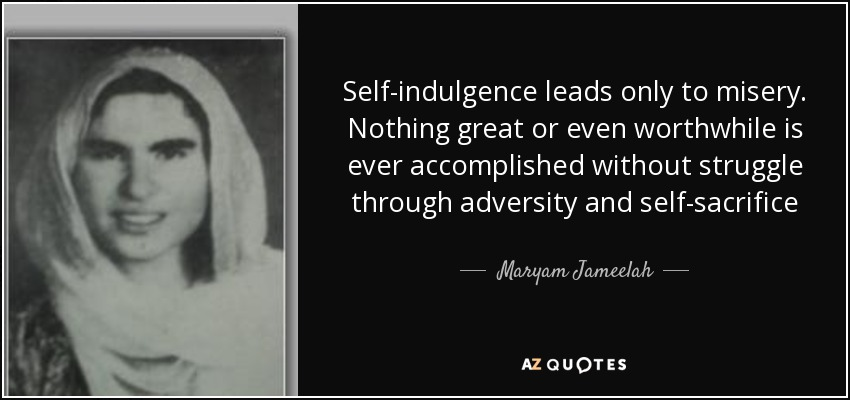 Self-indulgence leads only to misery.
Nothing great or even worthwhile is
ever accomplished without struggle
through adversity and self-sacrifice
Maryam Jameelah
AZ QUOTES